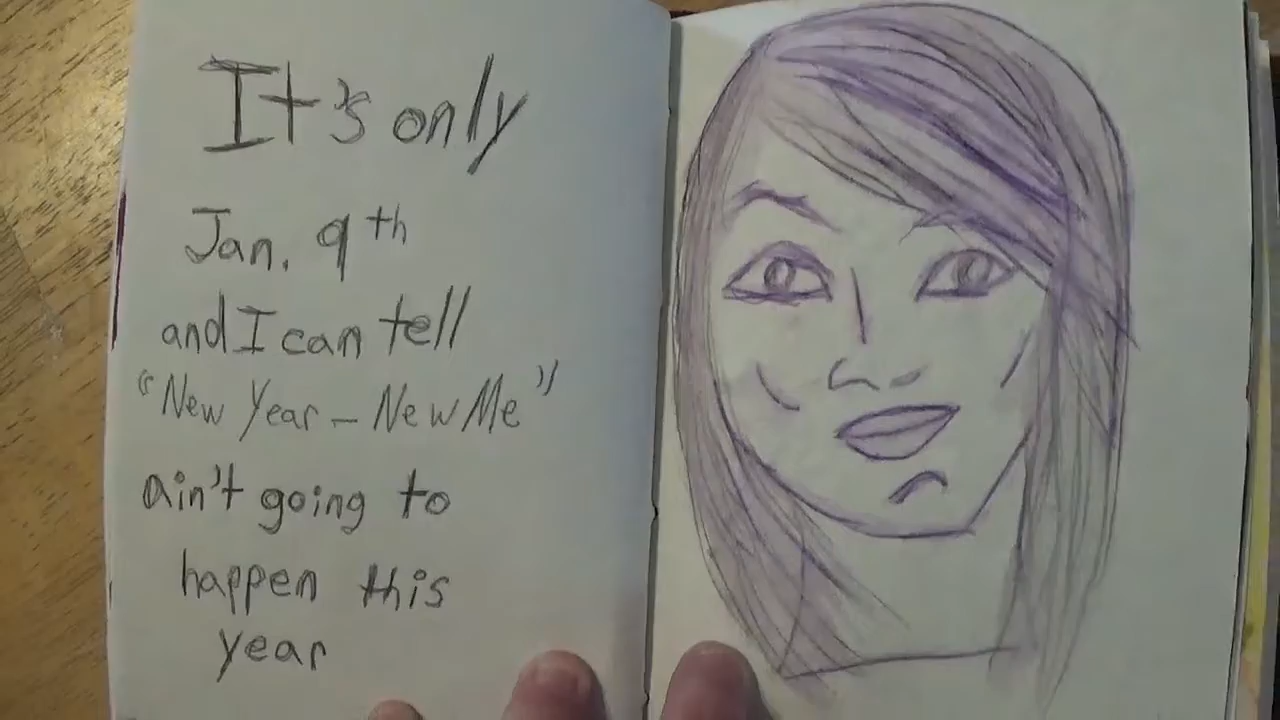 It's only
Jan. 9th
and I can tell
"New Year - New Me"
ain't going to
happen this
year